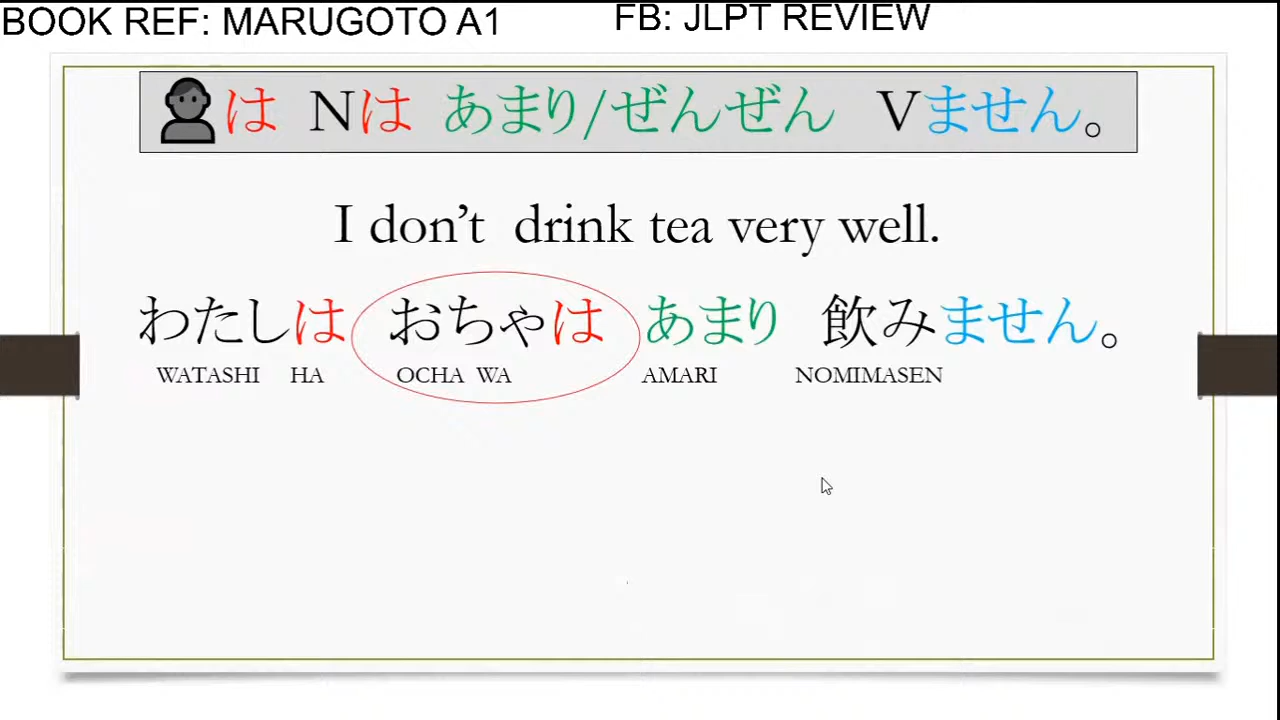 BOOK REF: MARUGOTO A1
FB: JLPT REVIEW
は Nは あまり/ぜんぜん Vません。
I don't drink tea very well.
わたしは おちゃは あまり 飲みません。
WATASHI HA OCHA WA AMARI NOMIMASEN